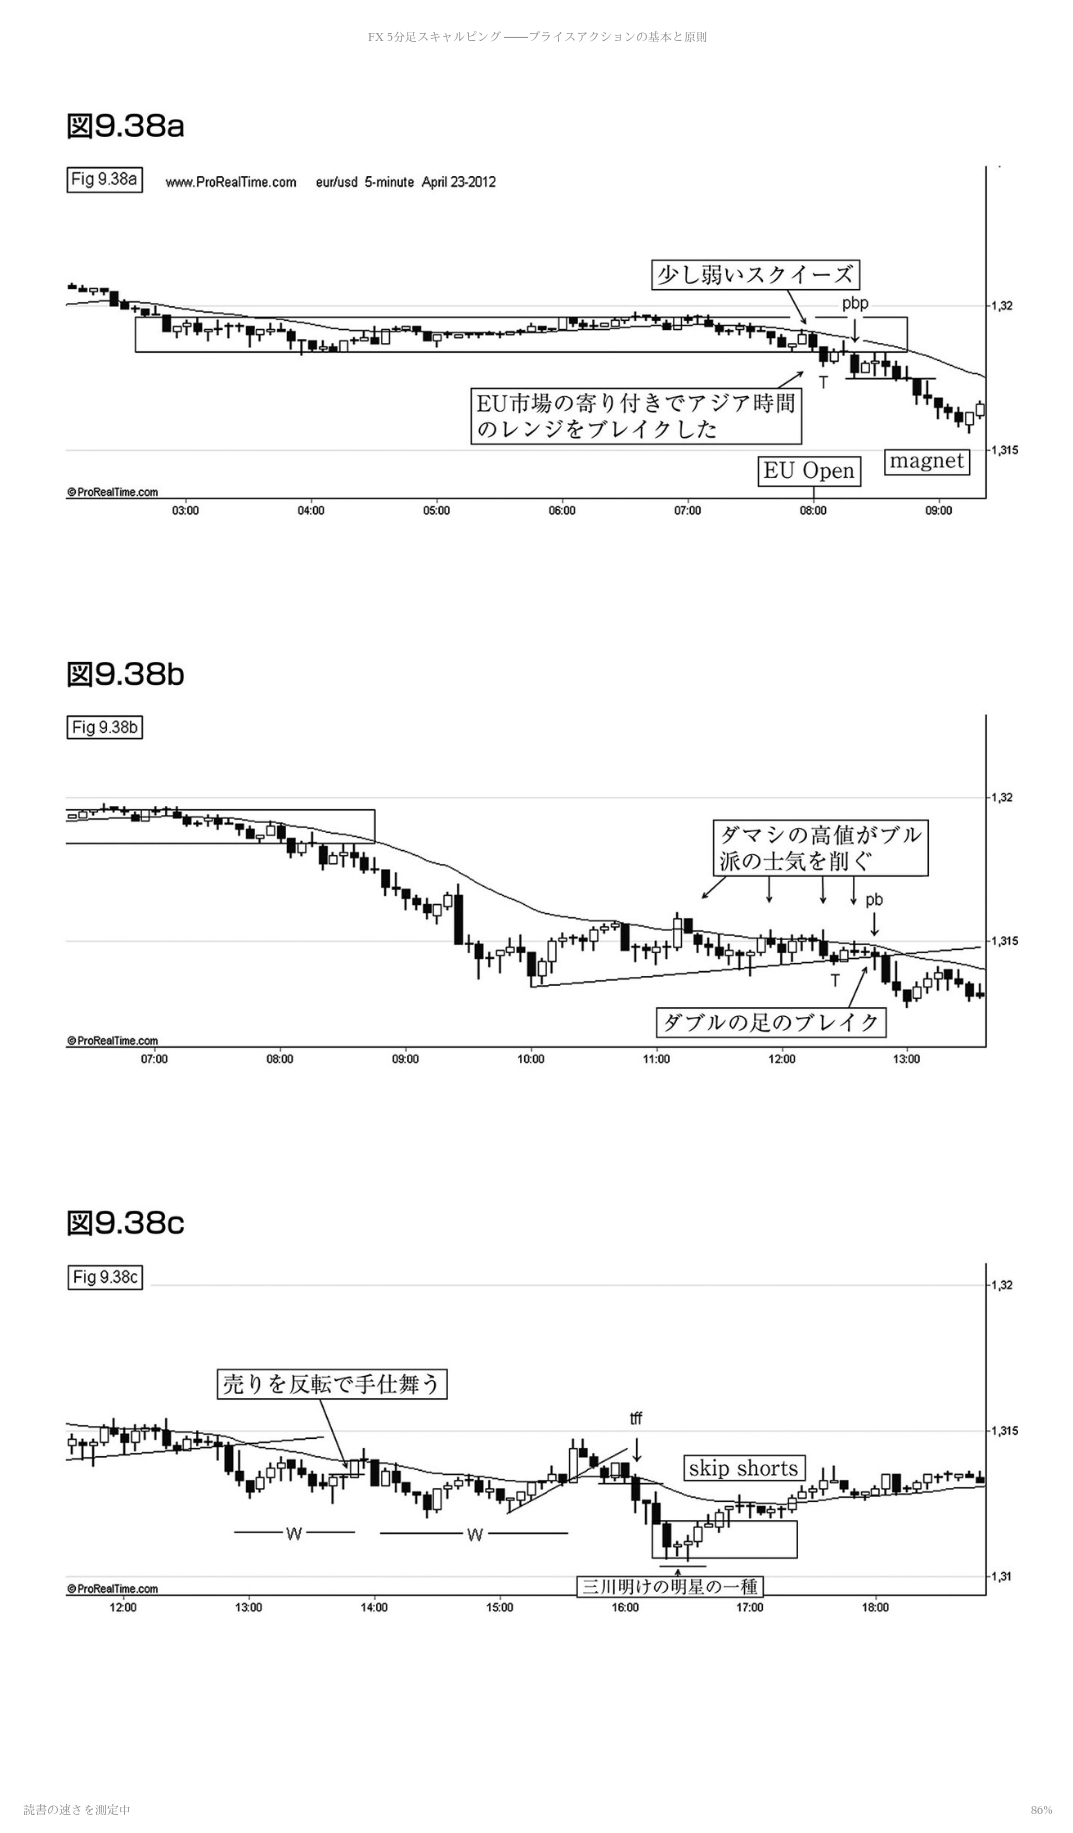 FX 5分足スキャルピング ――プライスアクションの基本と原則
図9.38a
Fig 9.38a www.ProRealTime.com eur/usd 5-minute April 23-2012
少し弱いスクイーズ
pbp
1,32
T
EU市場の寄り付きでアジア時間
のレンジをブレイクした
1,315
EU Open
magnet
©ProRealTime.com
03:00 04:00 05:00 06:00 07:00 08:00 09:00
図9.38b
Fig 9.38b
1,32
ダマシの高値がブル
派の士気を削ぐ
pb
1,315
T
ダブルの足のブレイク
©ProRealTime.com
07:00 08:00 09:00 10:00 11:00 12:00 13:00
図9.38c
Fig 9.38c
1,32
売りを反転で手仕舞う
tff
1,315
skip shorts
W W
1,31
三川明けの明星の一種
©ProRealTime.com
12:00 13:00 14:00 15:00 16:00 17:00 18:00
読書の速さを測定中
86%